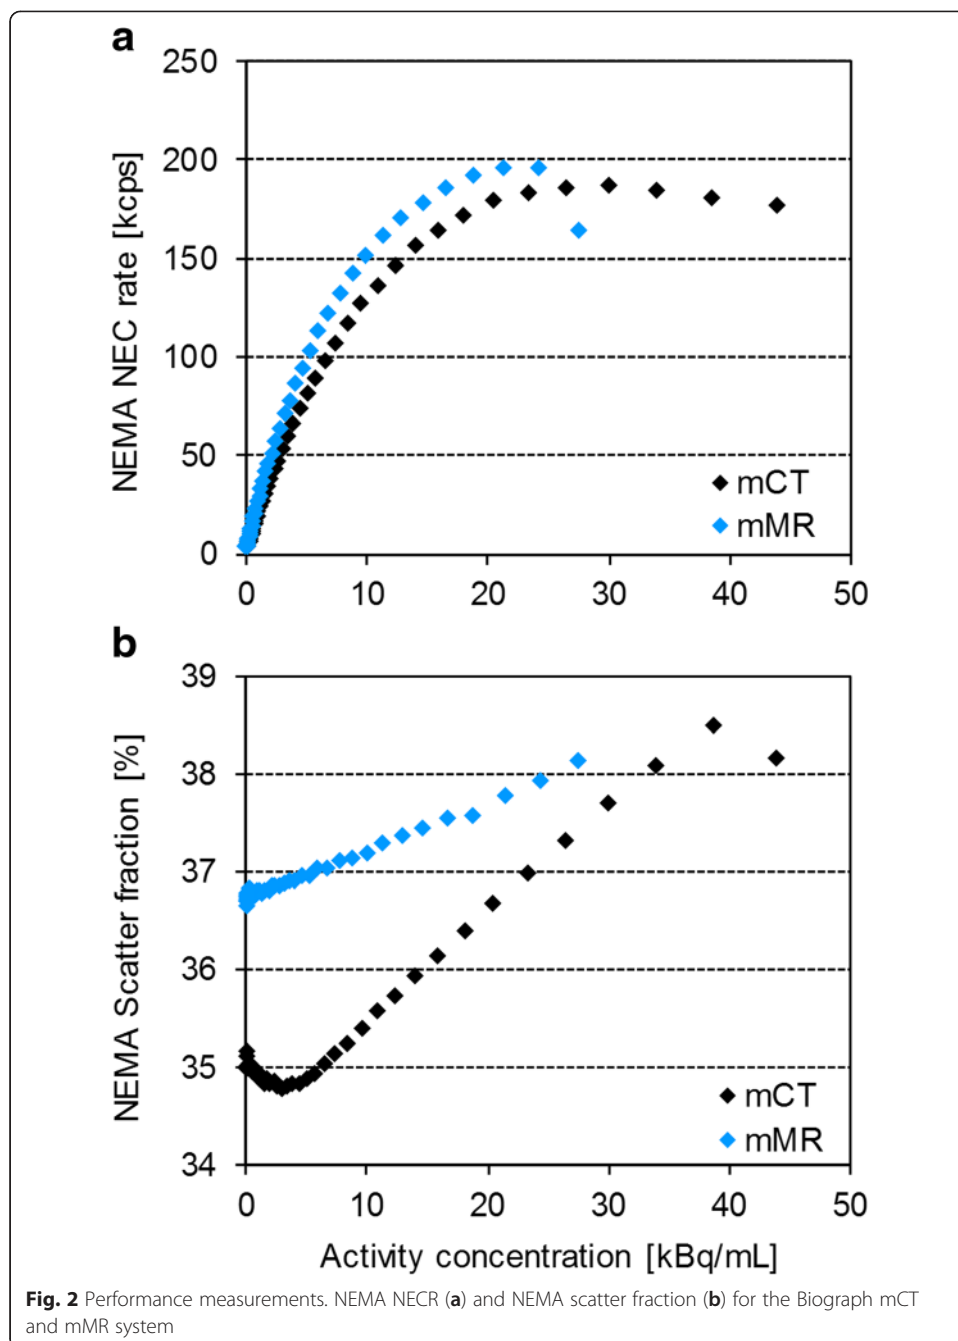 a
NEMA NEC rate [kcps]
250
200
150
100
50
0
mCT
mMR
0 10 20 30 40 50
b
NEMA Scatter fraction [%]
39
38
37
36
35
34
mCT
mMR
0 10 20 30 40 50
Activity concentration [kBq/mL]
Fig. 2 Performance measurements. NEMA NECR (a) and NEMA scatter fraction (b) for the Biograph mCT
and mMR system